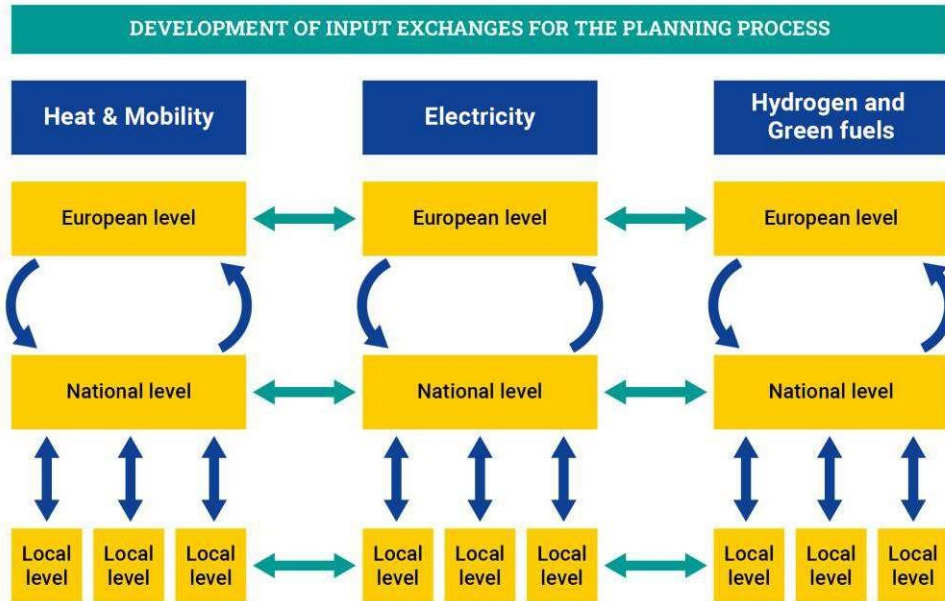 DEVELOPMENT OF INPUT EXCHANGES FOR THE PLANNING PROCESS
Heat & Mobility
Electricity
Hydrogen and
Green fuels
European level
European level
European level
National level
National level
National level
Local
level
Local
level
Local
level
Local
level
Local
level
Local
level
Local
level
Local
level
Local
level